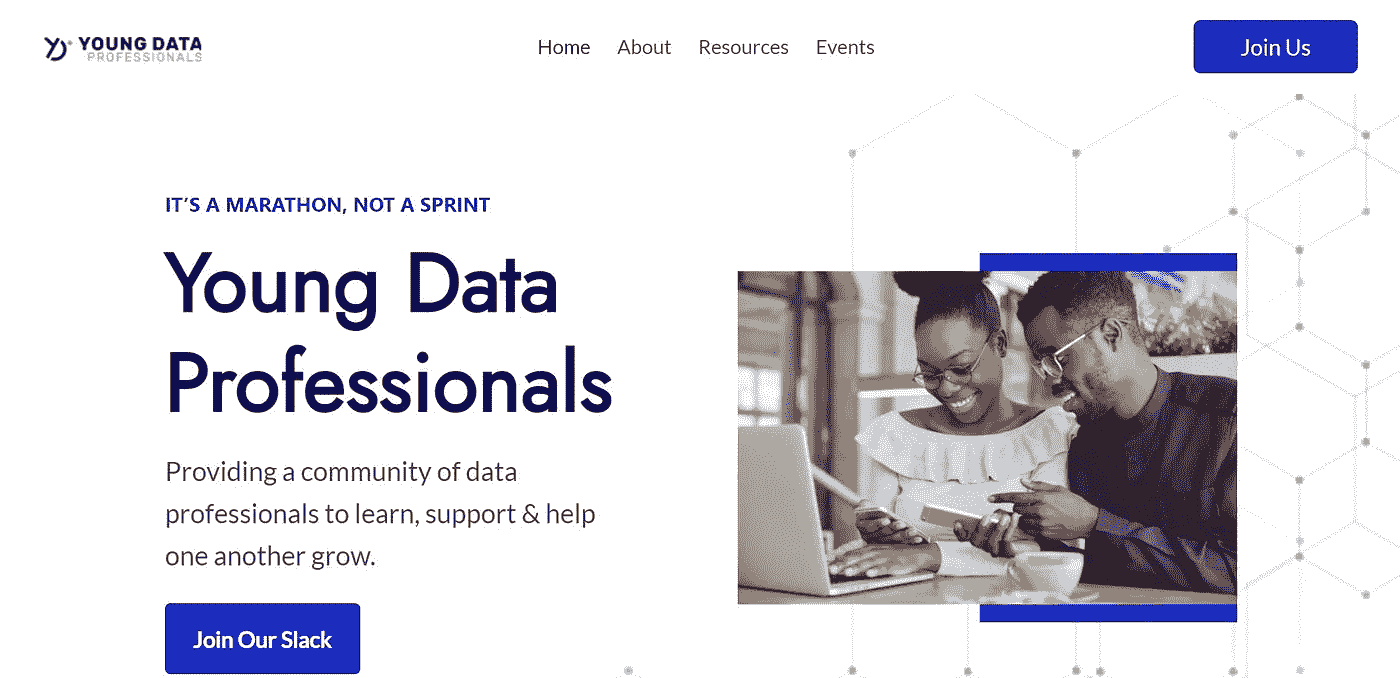 YOUNG DATA
PROFESSIONALS
Home About Resources Events
Join Us
IT'S A MARATHON, NOT A SPRINT
Young Data
Professionals
Providing a community of data
professionals to learn, support & help
one another grow.
Join Our Slack